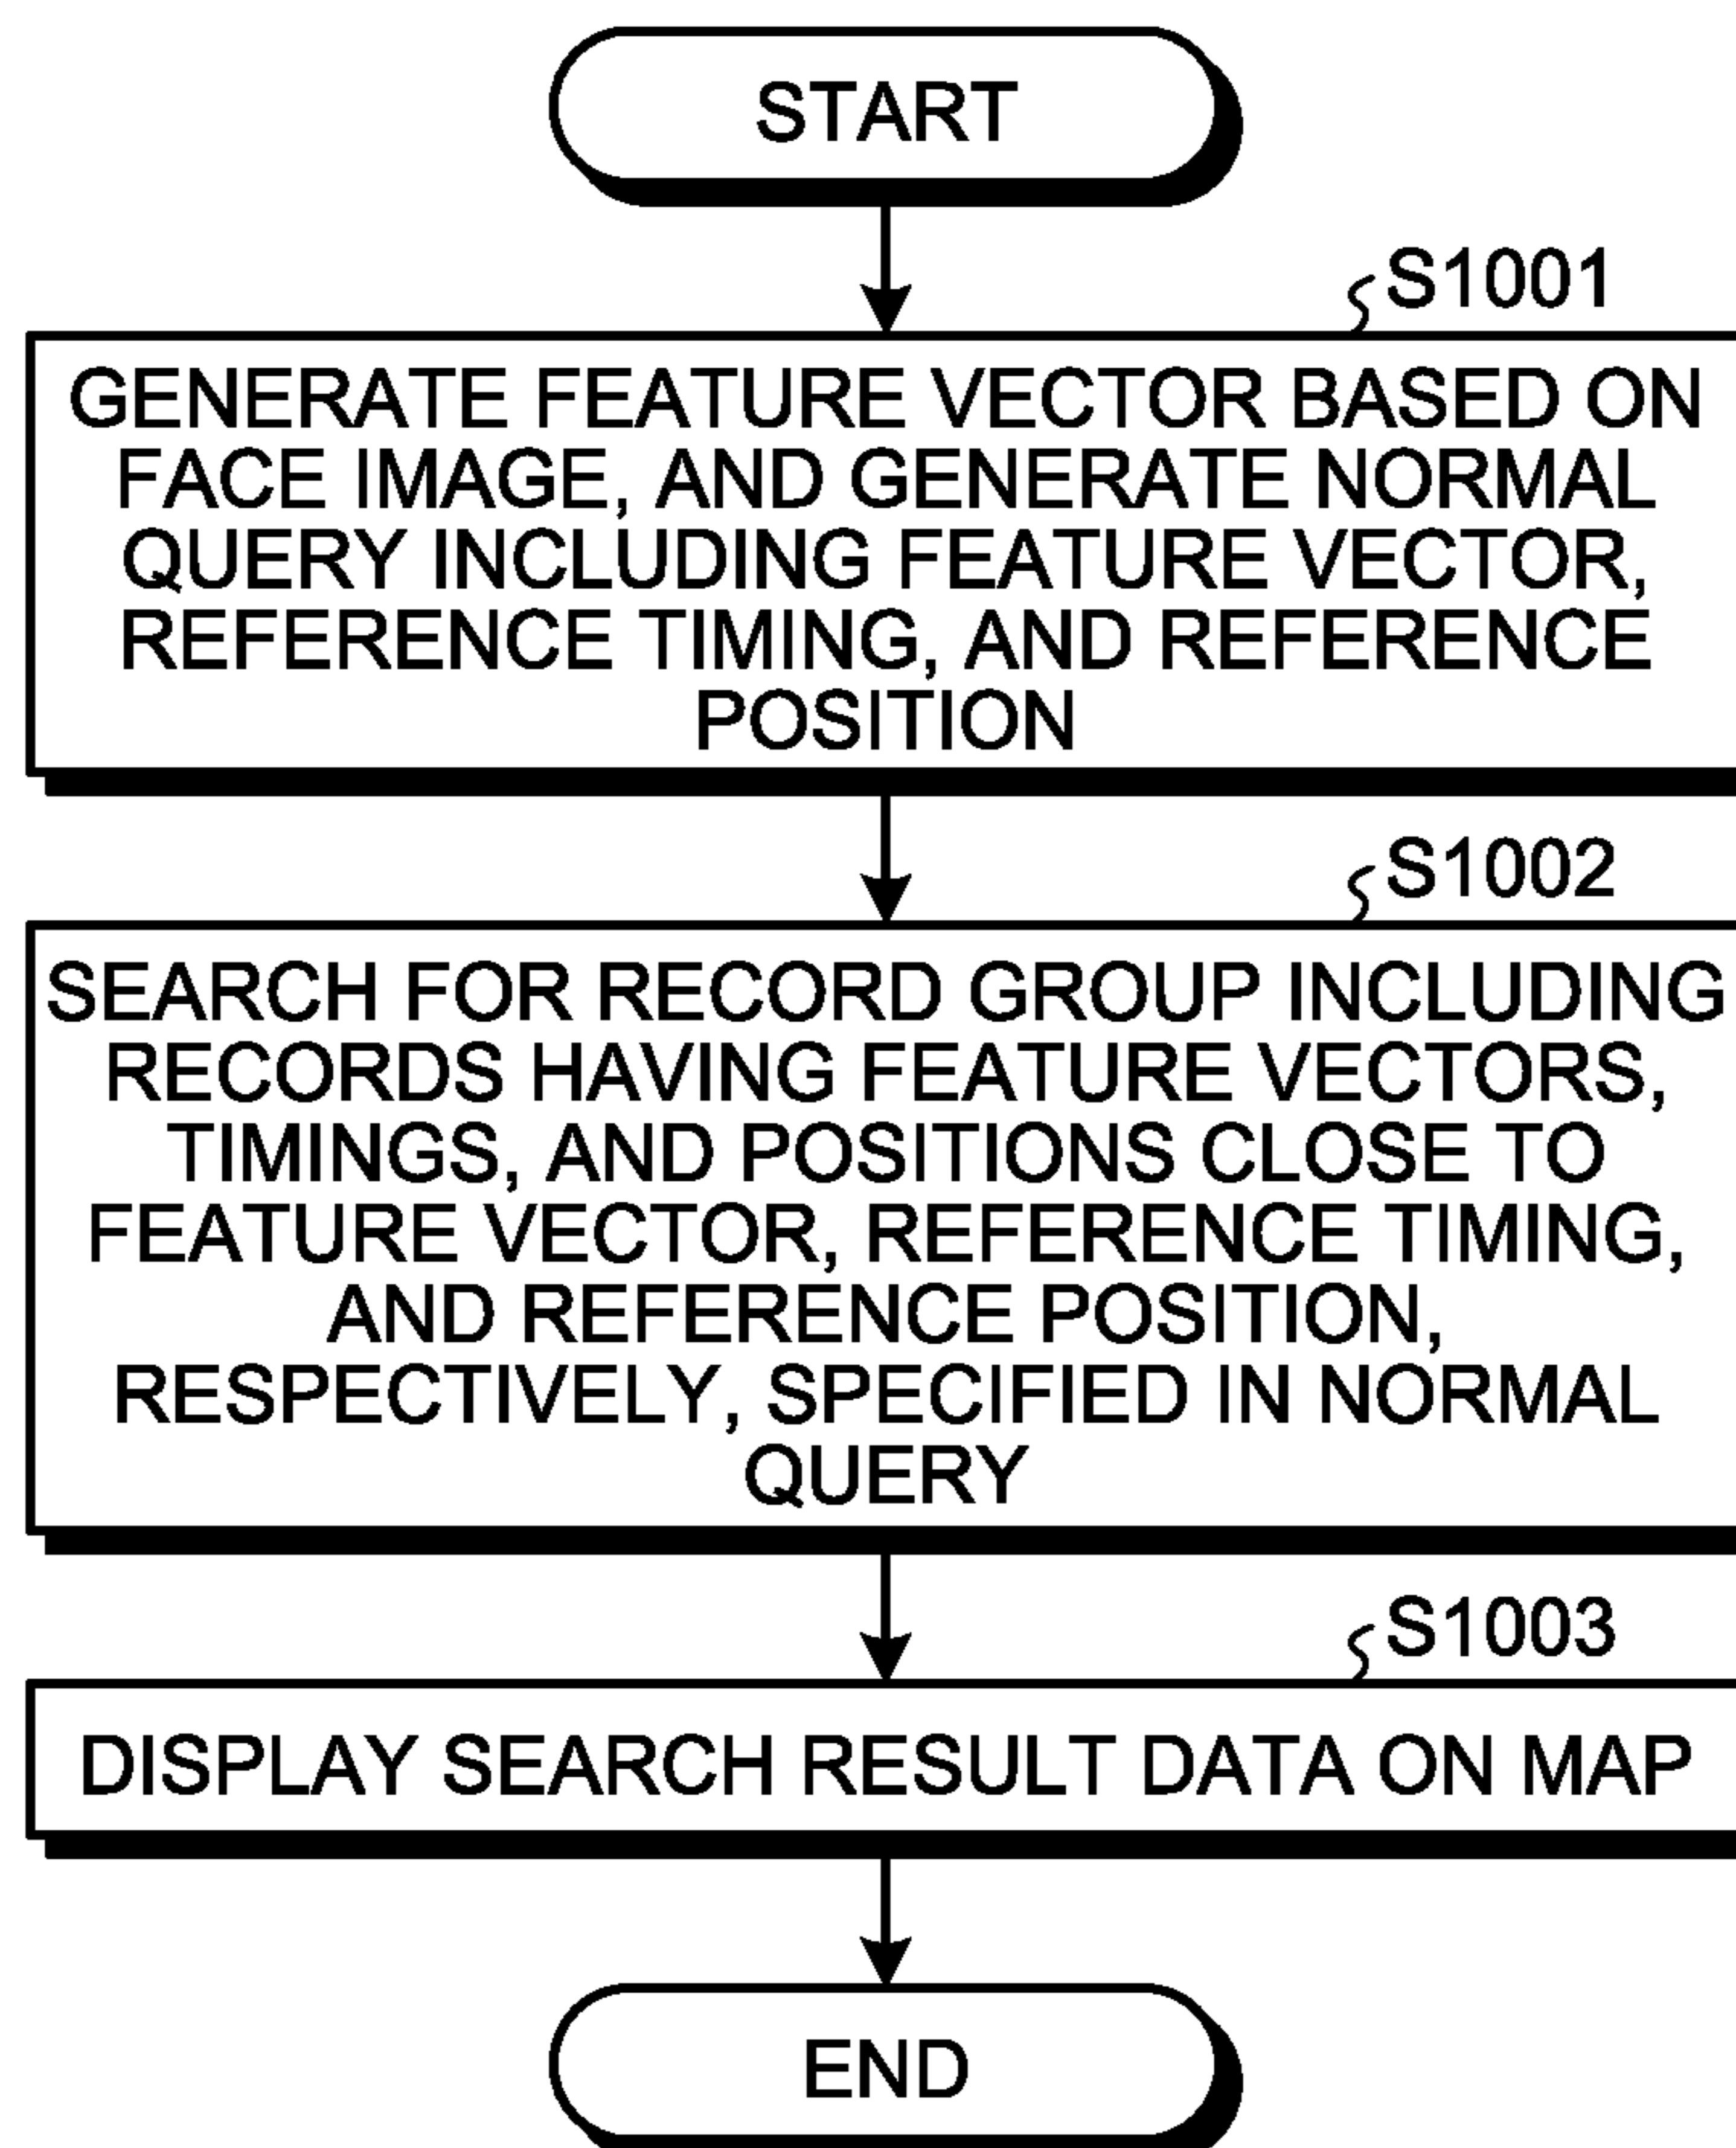 START
S1001
GENERATE FEATURE VECTOR BASED ON
FACE IMAGE, AND GENERATE NORMAL
QUERY INCLUDING FEATURE VECTOR,
REFERENCE TIMING, AND REFERENCE
POSITION
S1002
SEARCH FOR RECORD GROUP INCLUDING
RECORDS HAVING FEATURE VECTORS,
TIMINGS, AND POSITIONS CLOSE TO
FEATURE VECTOR, REFERENCE TIMING,
AND REFERENCE POSITION,
RESPECTIVELY, SPECIFIED IN NORMAL
QUERY
S1003
DISPLAY SEARCH RESULT DATA ON MAP
END